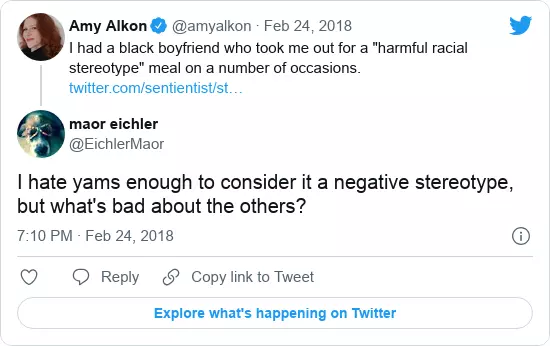 Amy Alkon @amyalkon · Feb 24, 2018
I had a black boyfriend who took me out for a "harmful racial
stereotype" meal on a number of occasions.
twitter.com/sentientist/st…
maor eichler
@EichlerMaor
I hate yams enough to consider it a negative stereotype,
but what's bad about the others?
7:10 PM · Feb 24, 2018
Reply Copy link to Tweet
Explore what's happening on Twitter